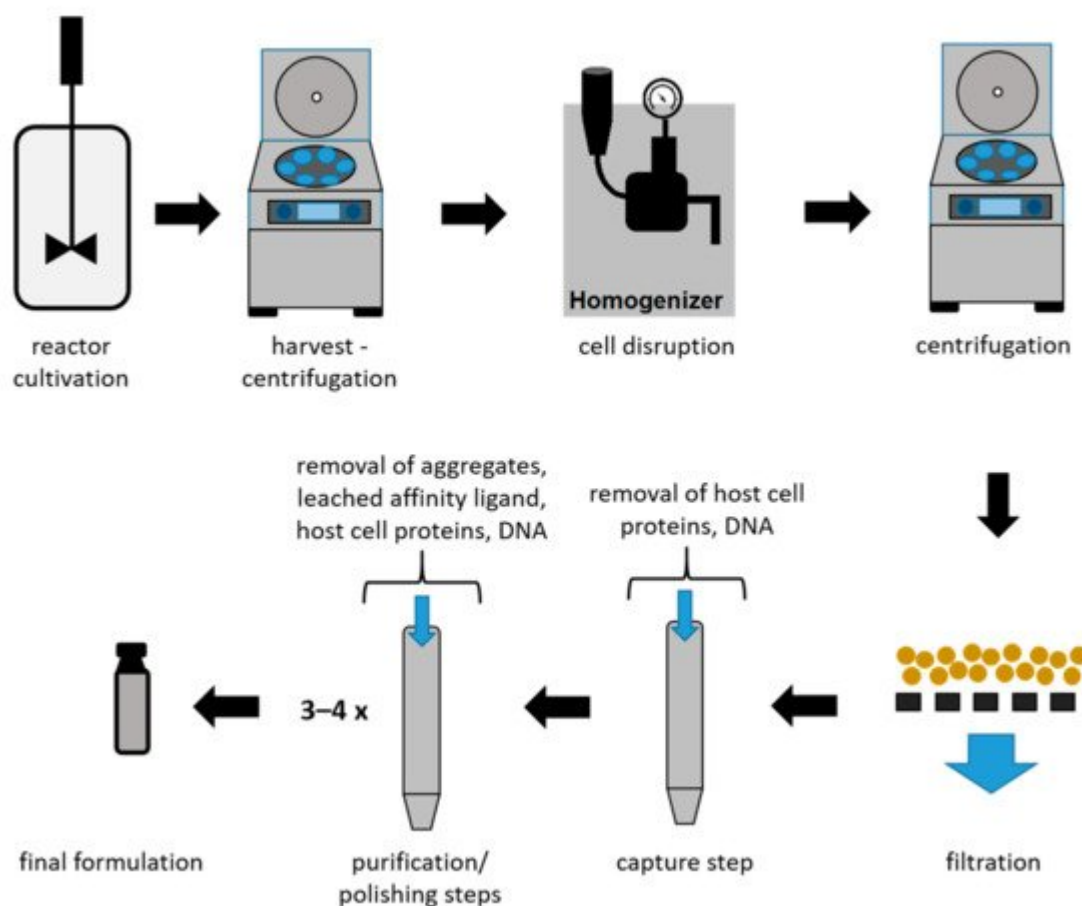 Homogenizer
reactor
cultivation
harvest -
centrifugation
cell disruption
centrifugation
removal of aggregates,
leached affinity ligand,
host cell proteins, DNA
removal of host cell
proteins, DNA
3–4 x
final formulation
purification/
polishing steps
capture step
filtration